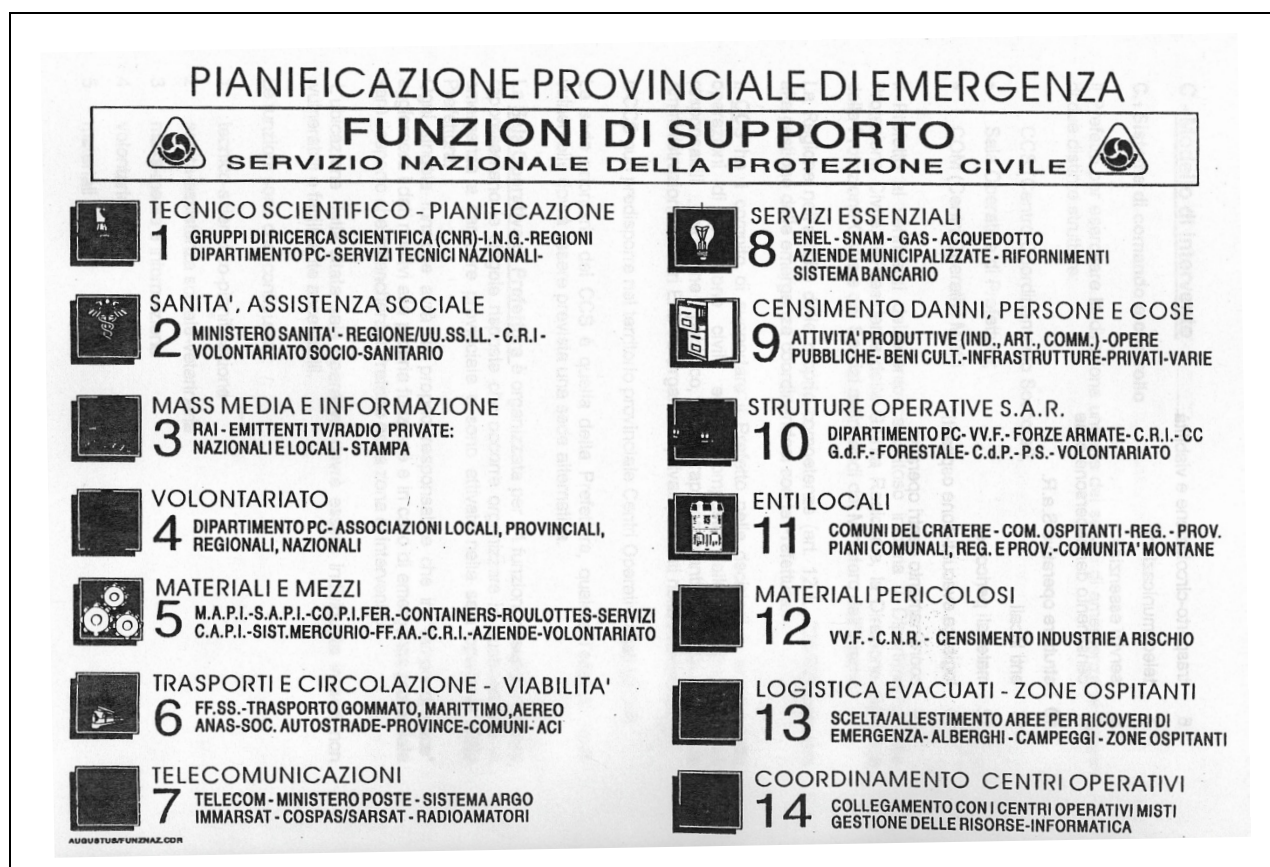 PIANIFICAZIONE PROVINCIALE DI EMERGENZA
FUNZIONI DI SUPPORTO
SERVIZIO NAZIONALE DELLA PROTEZIONE CIVILE
TECNICO SCIENTIFICO - PIANIFICAZIONE
1
GRUPPI DI RICERCA SCIENTIFICA (CNR)-I.N.G.-REGIONI
DIPARTIMENTO PC- SERVIZI TECNICI NAZIONALI-
SANITA', ASSISTENZA SOCIALE
2
MINISTERO SANITA' - REGIONE/UU.SS.LL. - C.R.I -
VOLONTARIATO SOCIO-SANITARIO
MASS MEDIA E INFORMAZIONE
3
RAI - EMITTENTI TV/RADIO PRIVATE:
NAZIONALI E LOCALI - STAMPA
VOLONTARIATO
4
DIPARTIMENTO PC- ASSOCIAZIONI LOCALI, PROVINCIALI,
REGIONALI, NAZIONALI
MATERIALI E MEZZI
5
M.A.P.I.-S.A.P.I.-CO.P.I.FER.-CONTAINERS-ROULOTTES-SERVIZI
C.A.P.I.-SIST.MERCURIO-FF.AA.-C.R.I.-AZIENDE-VOLONTARIATO
TRASPORTI E CIRCOLAZIONE - VIABILITA'
6
FF.SS.-TRASPORTO GOMMATO, MARITTIMO,AEREO
ANAS-SOC. AUTOSTRADE-PROVINCE-COMUNI- ACI
TELECOMUNICAZIONI
7
TELECOM - MINISTERO POSTE - SISTEMA ARGO
IMMARSAT - COSPAS/SARSAT - RADIOAMATORI
AUGUSTUS/FUNZNAZ.CDR
SERVIZI ESSENZIALI
8
ENEL - SNAM - GAS - ACQUEDOTTO
AZIENDE MUNICIPALIZZATE - RIFORNIMENTI
SISTEMA BANCARIO
CENSIMENTO DANNI, PERSONE E COSE
9
ATTIVITA' PRODUTTIVE (IND., ART., COMM.) -OPERE
PUBBLICHE- BENI CULT.-INFRASTRUTTURE-PRIVATI-VARIE
STRUTTURE OPERATIVE S.A.R.
10
DIPARTIMENTO PC- VV.F. - FORZE ARMATE- C.R.I. - CC
G.d.F. - FORESTALE- C.d.P. - P.S. - VOLONTARIATO
ENTI LOCALI
11
COMUNI DEL CRATERE - COM. OSPITANTI -REG. - PROV.
PIANI COMUNALI, REG. E PROV.-COMUNITA' MONTANE
MATERIALI PERICOLOSI
12
VV.F. - C.N.R. - CENSIMENTO INDUSTRIE A RISCHIO
LOGISTICA EVACUATI - ZONE OSPITANTI
13
SCELTA/ALLESTIMENTO AREE PER RICOVERI DI
EMERGENZA- ALBERGHI - CAMPEGGI - ZONE OSPITANTI
COORDINAMENTO CENTRI OPERATIVI
14
COLLEGAMENTO CON I CENTRI OPERATIVI MISTI
GESTIONE DELLE RISORSE-INFORMATICA